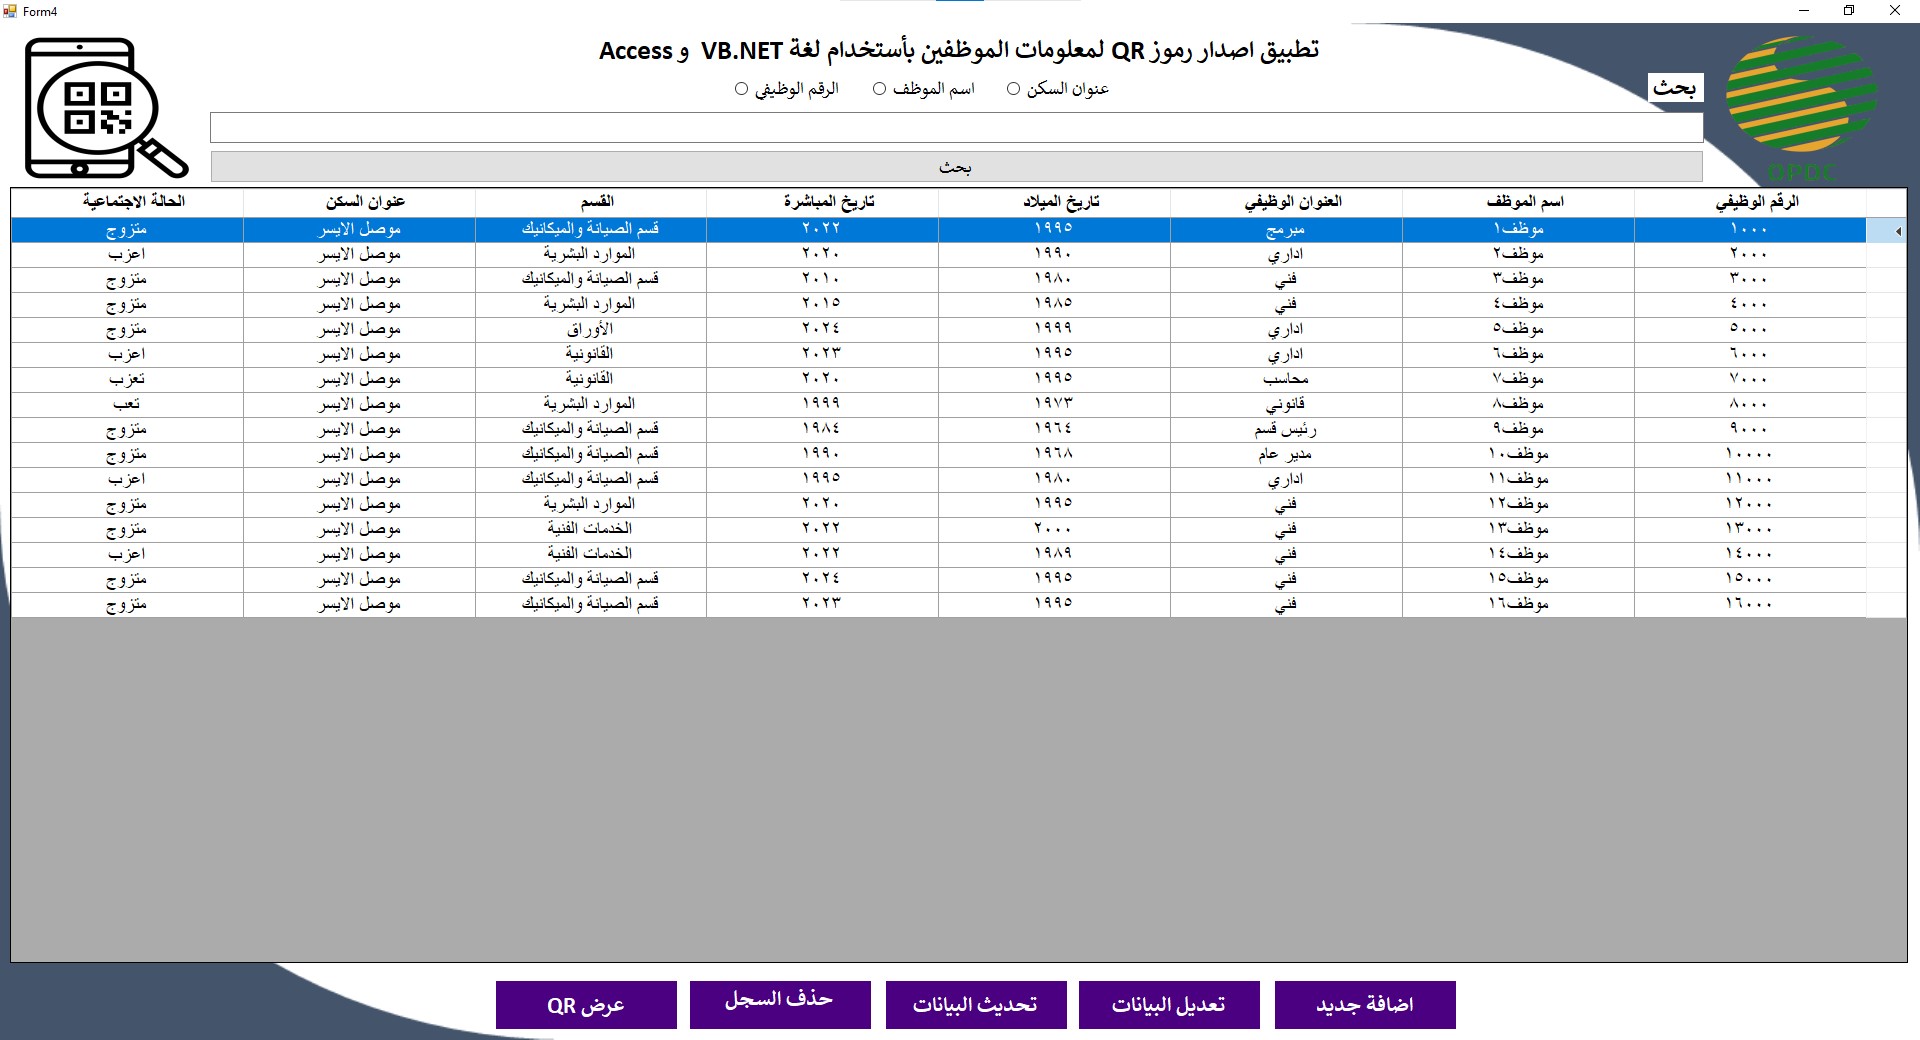 Form4
تطبيق اصدار رموز QR لمعلومات الموظفين بأستخدام لغة VB.NET و Access
بحث
عنوان السكن اسم الموظف الرقم الوظيفي
بحث
GPDC
الرقم الوظيفي اسم الموظف العنوان الوظيفي تاريخ الميلاد تاريخ المباشرة القسم عنوان السكن الحالة الاجتماعية
١٠٠٠ موظف١ مبرمج ١٩٩٥ ٢٠٢٢ قسم الصيانة والميكانيك موصل الايسر متزوج
٢٠٠٠ موظف٢ اداري ١٩٩٠ ٢٠٢٠ الموارد البشرية موصل الايسر اعزب
٣٠٠٠ موظف٣ فني ١٩٨٠ ٢٠١٠ قسم الصيانة والميكانيك موصل الايسر متزوج
٤٠٠٠ موظف٤ فني ١٩٨٥ ٢٠١٥ الموارد البشرية موصل الايسر متزوج
٥٠٠٠ موظف٥ اداري ١٩٩٩ ٢٠٢٤ الأوراق موصل الايسر متزوج
٦٠٠٠ موظف٦ اداري ١٩٩٥ ٢٠٢٣ القانونية موصل الايسر اعزب
٧٠٠٠ موظف٧ محاسب ١٩٩٥ ٢٠٢٠ القانونية موصل الايسر تعزب
٨٠٠٠ موظف٨ قانوني ١٩٧٣ ١٩٩٩ الموارد البشرية موصل الايسر تعب
٩٠٠٠ موظف٩ رئيس قسم ١٩٦٤ ١٩٨٤ قسم الصيانة والميكانيك موصل الايسر متزوج
١٠٠٠٠ موظف١٠ مدير عام ١٩٦٨ ١٩٩٠ قسم الصيانة والميكانيك موصل الايسر متزوج
١١٠٠٠ موظف١١ اداري ١٩٨٠ ١٩٩٥ قسم الصيانة والميكانيك موصل الايسر اعزب
١٢٠٠٠ موظف١٢ فني ١٩٩٥ ٢٠٢٠ الموارد البشرية موصل الايسر متزوج
١٣٠٠٠ موظف١٣ فني ٢٠٠٠ ٢٠٢٢ الخدمات الفنية موصل الايسر متزوج
١٤٠٠٠ موظف١٤ فني ١٩٨٩ ٢٠٢٢ الخدمات الفنية موصل الايسر اعزب
١٥٠٠٠ موظف١٥ فني ١٩٩٥ ٢٠٢٤ قسم الصيانة والميكانيك موصل الايسر متزوج
١٦٠٠٠ موظف١٦ فني ١٩٩٥ ٢٠٢٣ قسم الصيانة والميكانيك موصل الايسر متزوج
اضافة جديد تعديل البيانات تحديث البيانات حذف السجل عرض QR